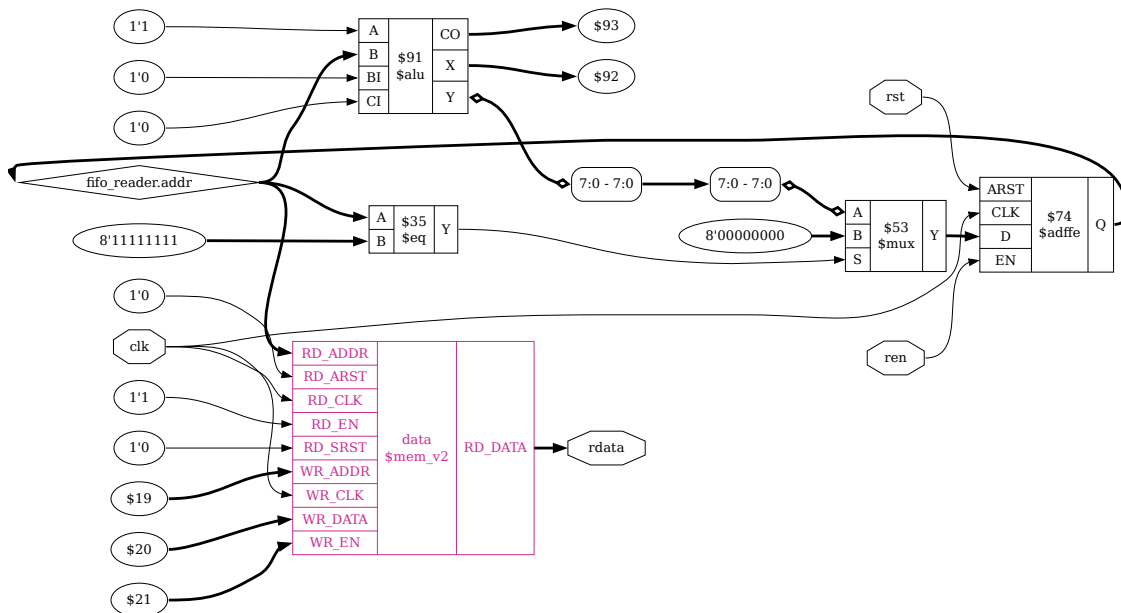 1'1
1'0
1'0
A
B
BI
CI
$91
$alu
CO
X
Y
$93
$92
fifo_reader.addr
8'11111111
A
B
$35
$eq
Y
7:0 - 7:0
7:0 - 7:0
8'00000000
A
B
S
$53
$mux
Y
rst
ren
ARST
CLK
D
EN
$74
$adffe
Q
1'0
clk
1'1
1'0
$19
$20
$21
RD_ADDR
RD_ARST
RD_CLK
RD_EN
RD_SRST
WR_ADDR
WR_CLK
WR_DATA
WR_EN
data
$mem_v2
RD_DATA
rdata